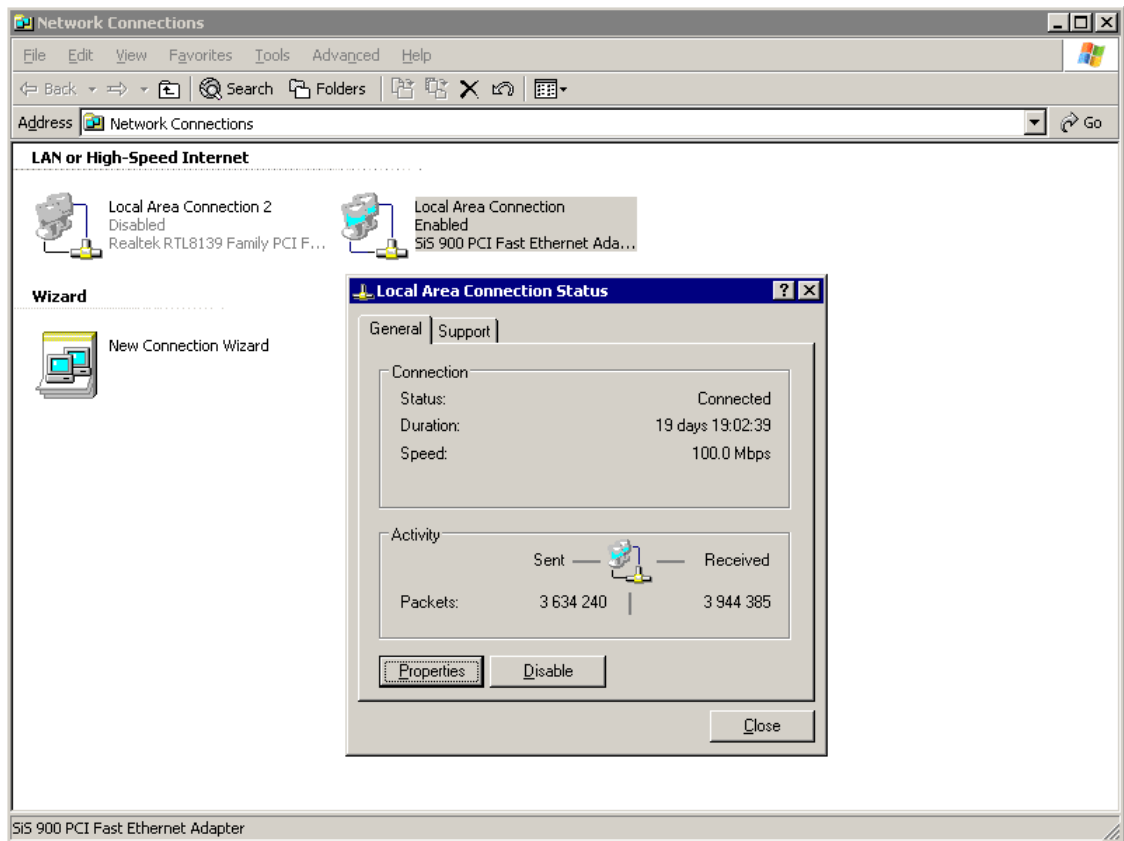 Network Connections
File Edit View Favorites Tools Advanced Help
Back Search Folders
Address Network Connections Go
LAN or High-Speed Internet
Local Area Connection 2
Disabled
Realtek RTL8139 Family PCI F...
Local Area Connection
Enabled
SiS 900 PCI Fast Ethernet Ada...
Wizard
New Connection Wizard
Local Area Connection Status
General Support
Connection
Status: Connected
Duration: 19 days 19:02:39
Speed: 100.0 Mbps
Activity
Sent Received
Packets: 3 634 240 3 944 385
Properties Disable
Close
SiS 900 PCI Fast Ethernet Adapter